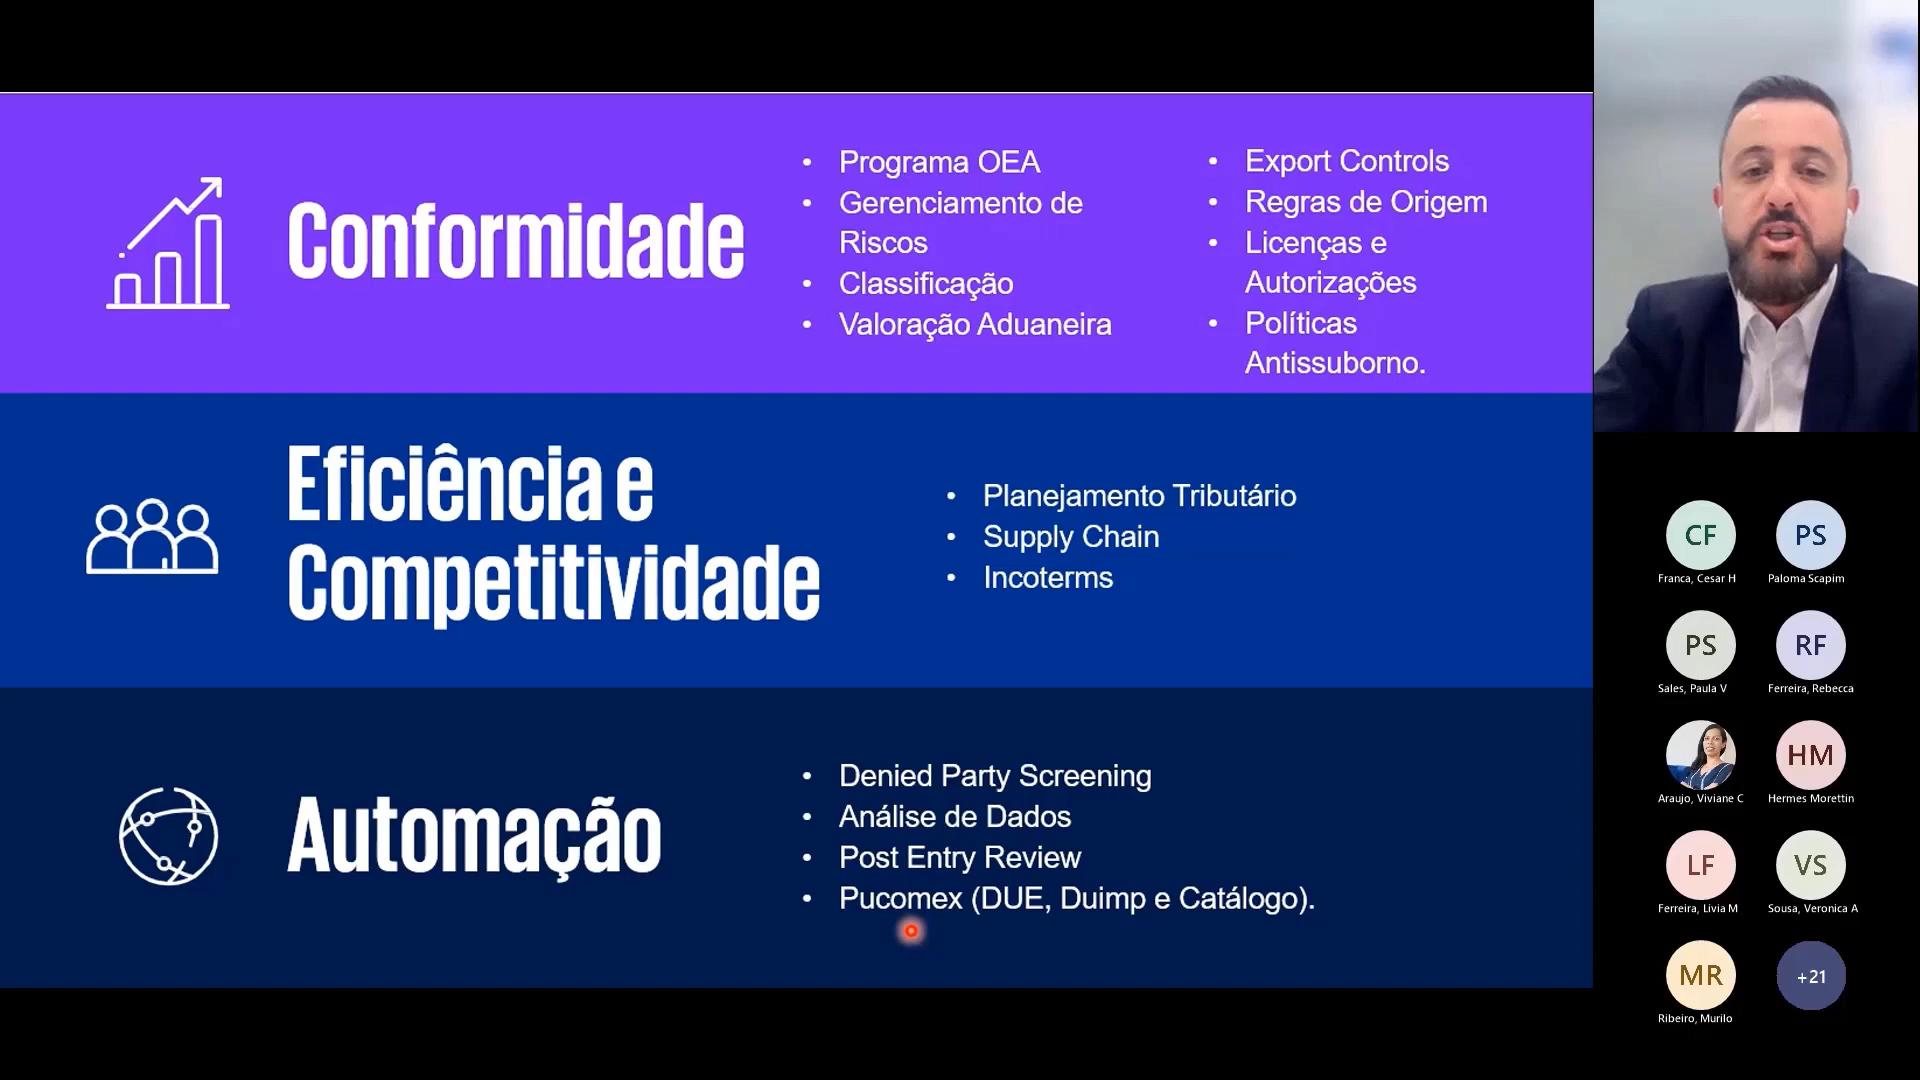 Conformidade
• Programa OEA
• Gerenciamento de
Riscos
• Classificação
• Valoração Aduaneira
• Export Controls
• Regras de Origem
• Licenças e
Autorizações
• Políticas
Antissuborno.
Eficiência e
Competitividade
• Planejamento Tributário
• Supply Chain
• Incoterms
Automação
• Denied Party Screening
• Análise de Dados
• Post Entry Review
• Pucomex (DUE, Duimp e Catálogo).
CF
Franca, Cesar H
PS
Paloma Scapim
PS
Sales, Paula V
RF
Ferreira, Rebecca
Araujo, Viviane C
HM
Hermes Morettin
LF
Ferreira, Livia M
VS
Sousa, Veronica A
MR
Ribeiro, Murilo
+21